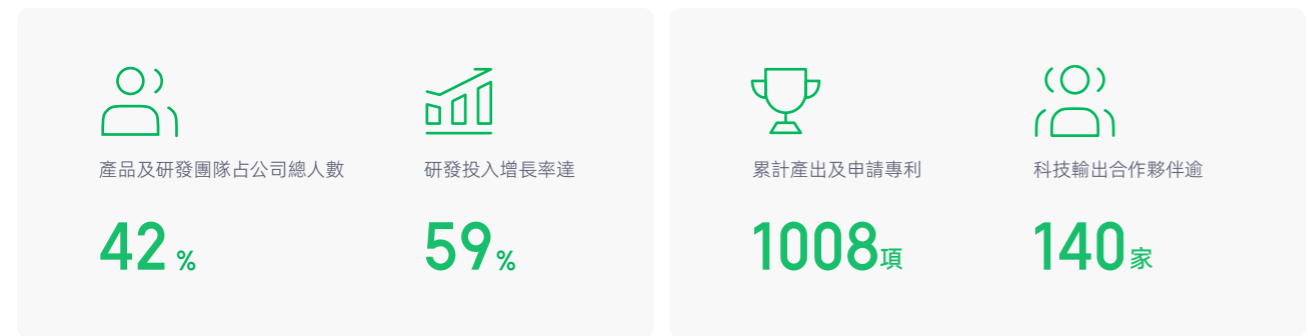 產品及研發團隊占公司總人數
42 %
研發投入增長率達
59 %
累計產出及申請專利
1008項
科技輸出合作夥伴逾
140家